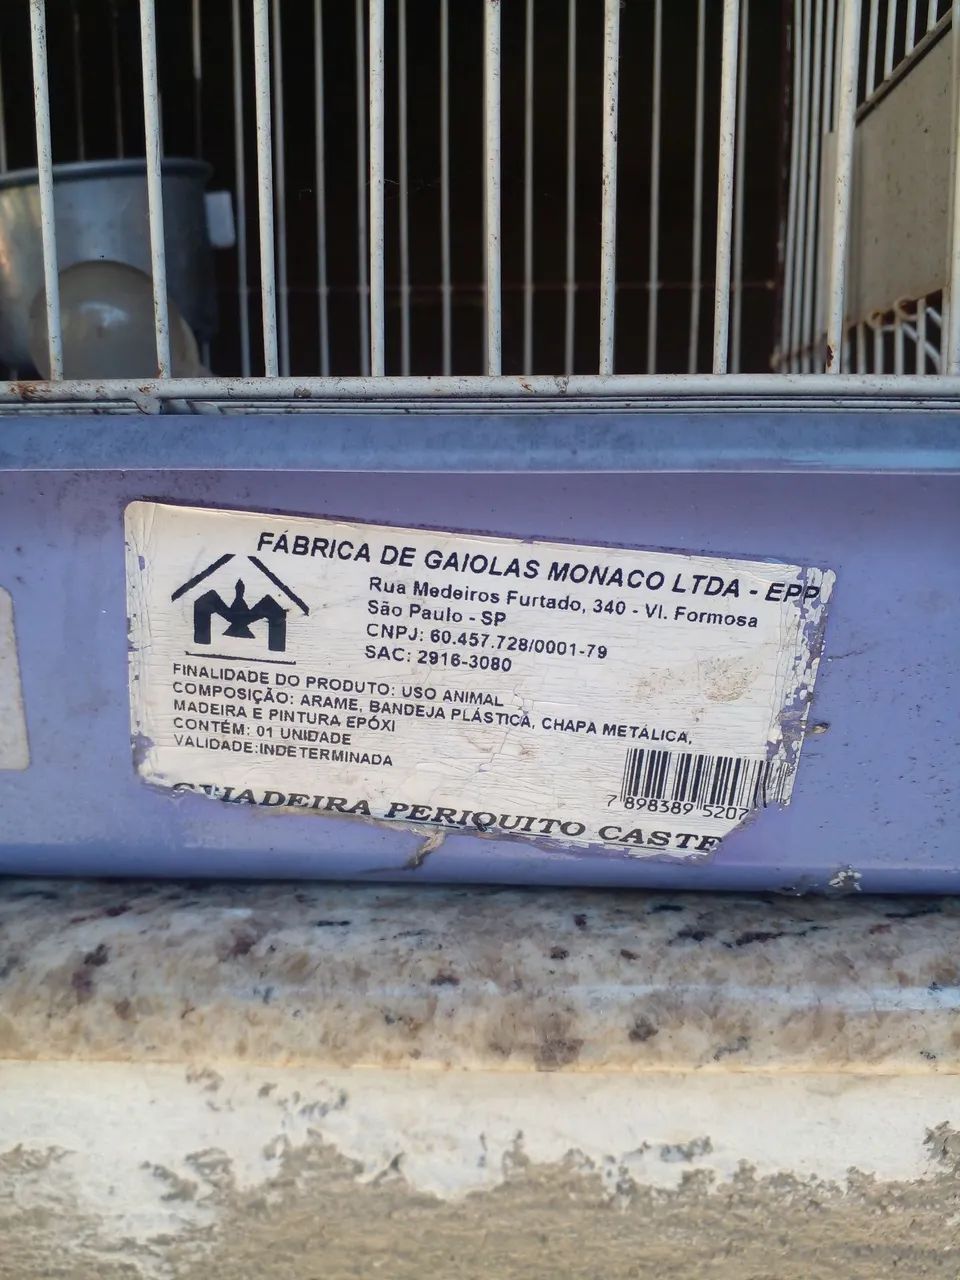 FÁBRICA DE GAIOLAS MONACO LTDA - EPP
Rua Medeiros Furtado, 340 - Vl. Formosa
São Paulo - SP
CNPJ: 60.457.728/0001-79
SAC: 2916-3080
FINALIDADE DO PRODUTO: USO ANIMAL
COMPOSIÇÃO: ARAME, BANDEJA PLÁSTICA, CHAPA METÁLICA,
MADEIRA E PINTURA EPÓXI
CONTÉM: 01 UNIDADE
VALIDADE:INDETERMINADA
7 898389 5207
CRIADEIRA PERIQUITO CASTE